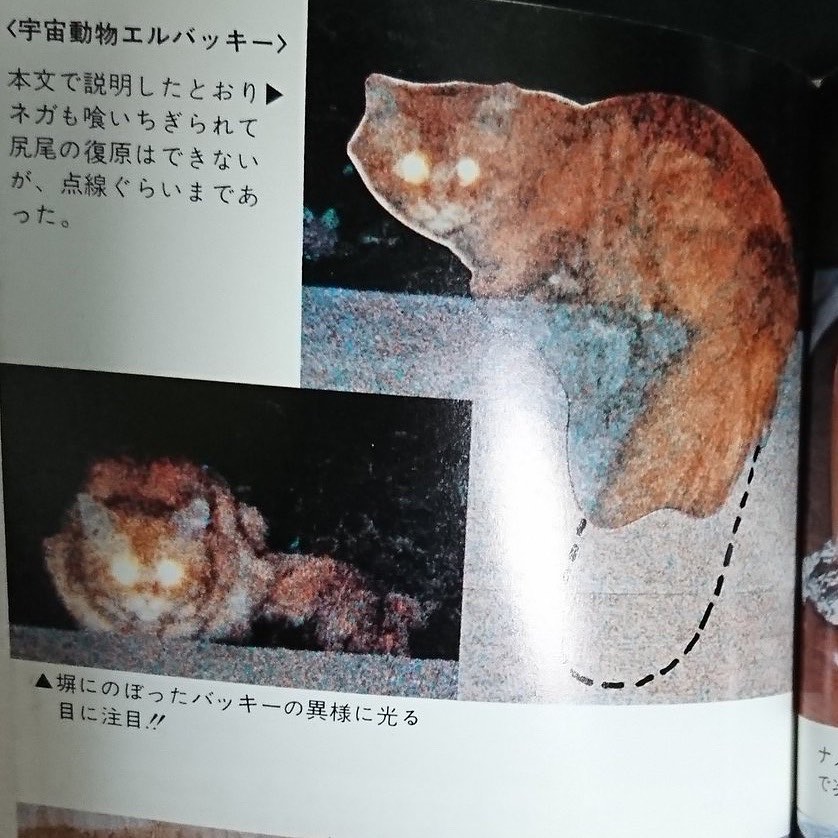 〈宇宙動物エルバッキー〉
本文で説明したとおり▶
ネガも喰いちぎられて
尻尾の復原はできない
が、点線ぐらいまであ
った。
▲塀にのぼったバッキーの異様に光る
目に注目!!